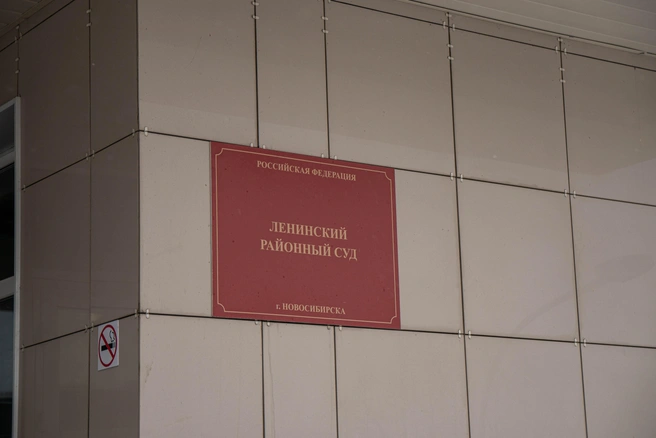 РОССИЙСКАЯ ФЕДЕРАЦИЯ
ЛЕНИНСКИЙ
РАЙОННЫЙ СУД
г. НОВОСИБИРСКА